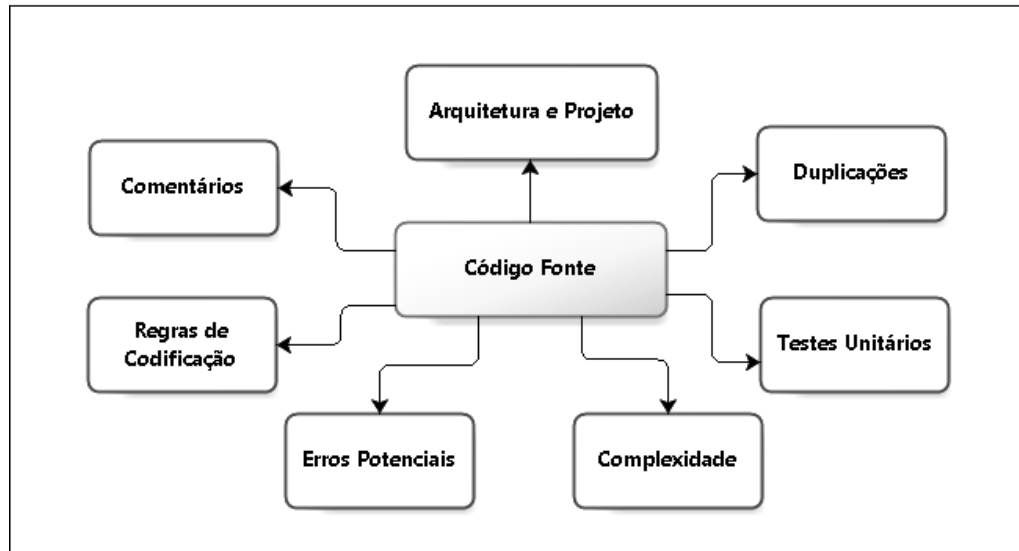 Arquitetura e Projeto
Comentários
Duplicações
Código Fonte
Regras de
Codificação
Testes Unitários
Erros Potenciais
Complexidade